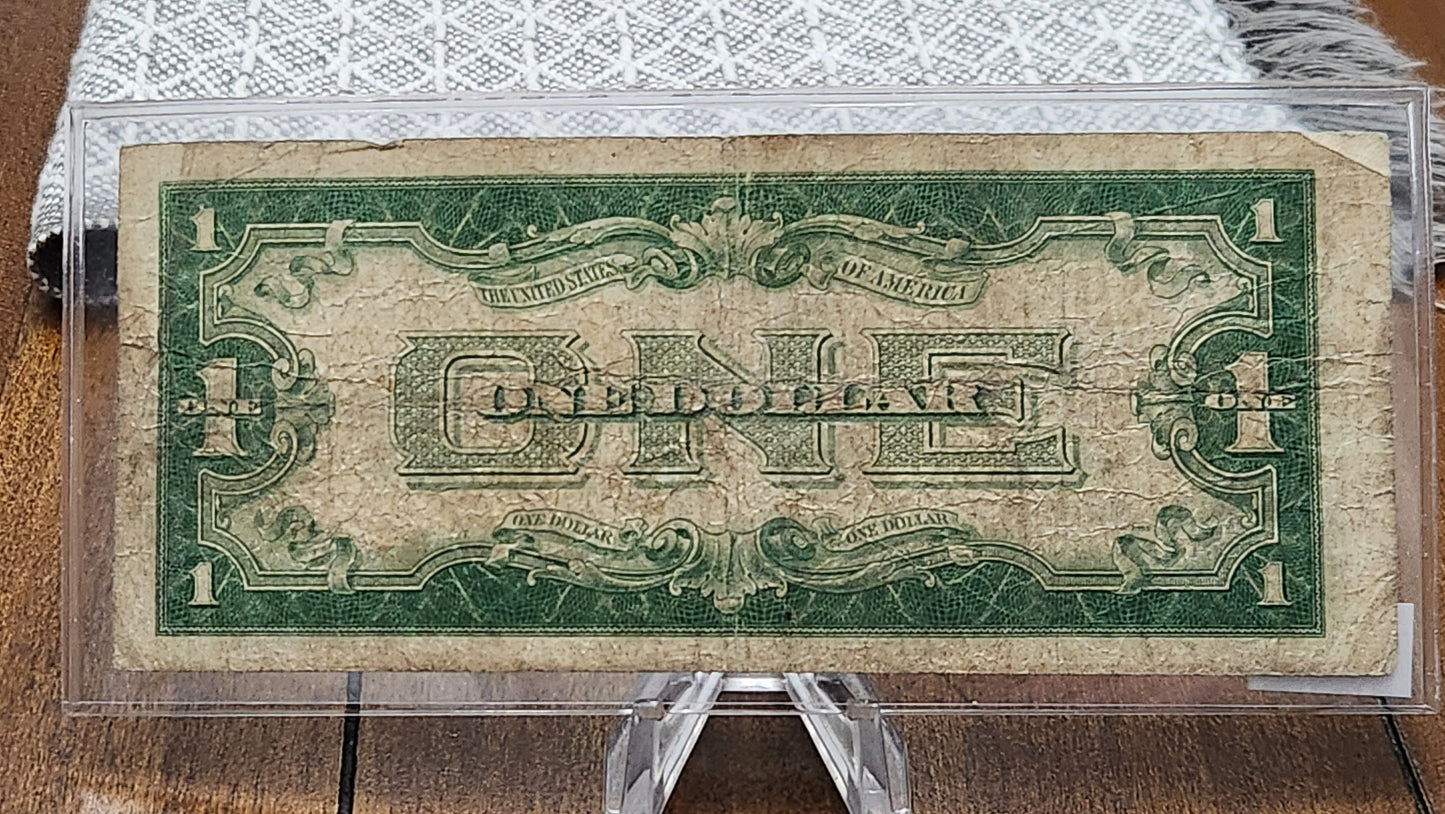 1 1
THE UNITED STATES OF AMERICA
ONE
ONE DOLLAR
1 ONE 1 ONE
ONE DOLLAR ONE DOLLAR
1 1